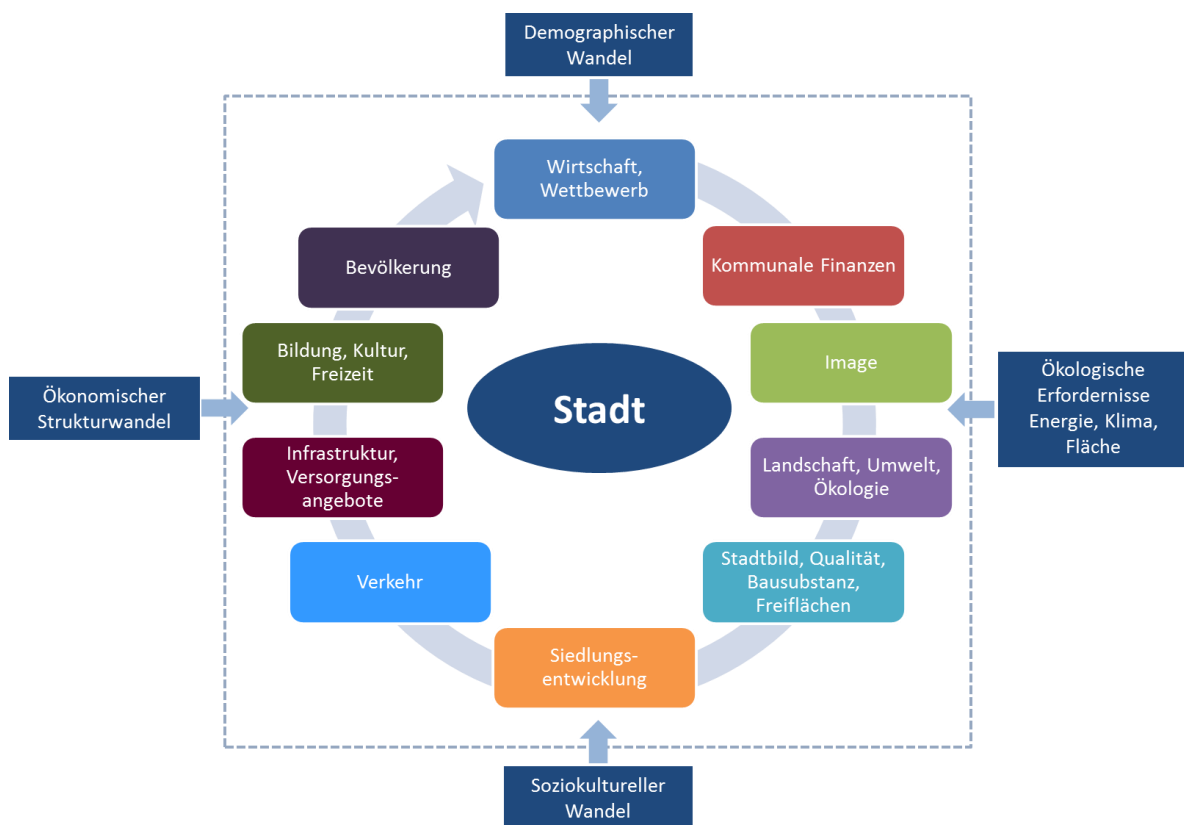 Demographischer
Wandel
Wirtschaft,
Wettbewerb
Bevölkerung
Kommunale Finanzen
Bildung, Kultur,
Freizeit
Image
Ökonomischer
Strukturwandel
Stadt
Ökologische
Erfordernisse
Energie, Klima,
Fläche
Infrastruktur,
Versorgungs-
angebote
Landschaft, Umwelt,
Ökologie
Verkehr
Stadtbild, Qualität,
Bausubstanz,
Freiflächen
Siedlungs-
entwicklung
Soziokultureller
Wandel